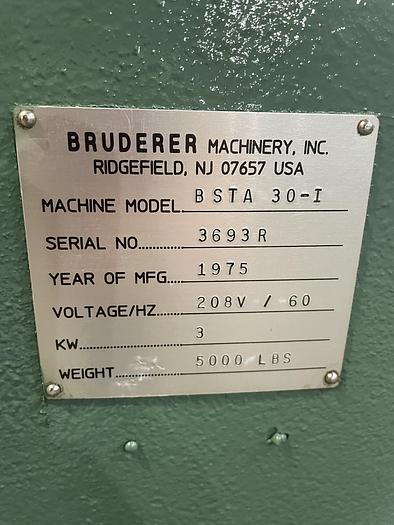 BRUDERER MACHINERY, INC.
RIDGEFIELD, NJ 07657 USA
MACHINE MODEL. BSTA 30-I
SERIAL NO............ 3693R
YEAR OF MFG.... 1975
VOLTAGE/HZ........ 208V / 60
KW........................ 3
WEIGHT.................... 5000 LBS